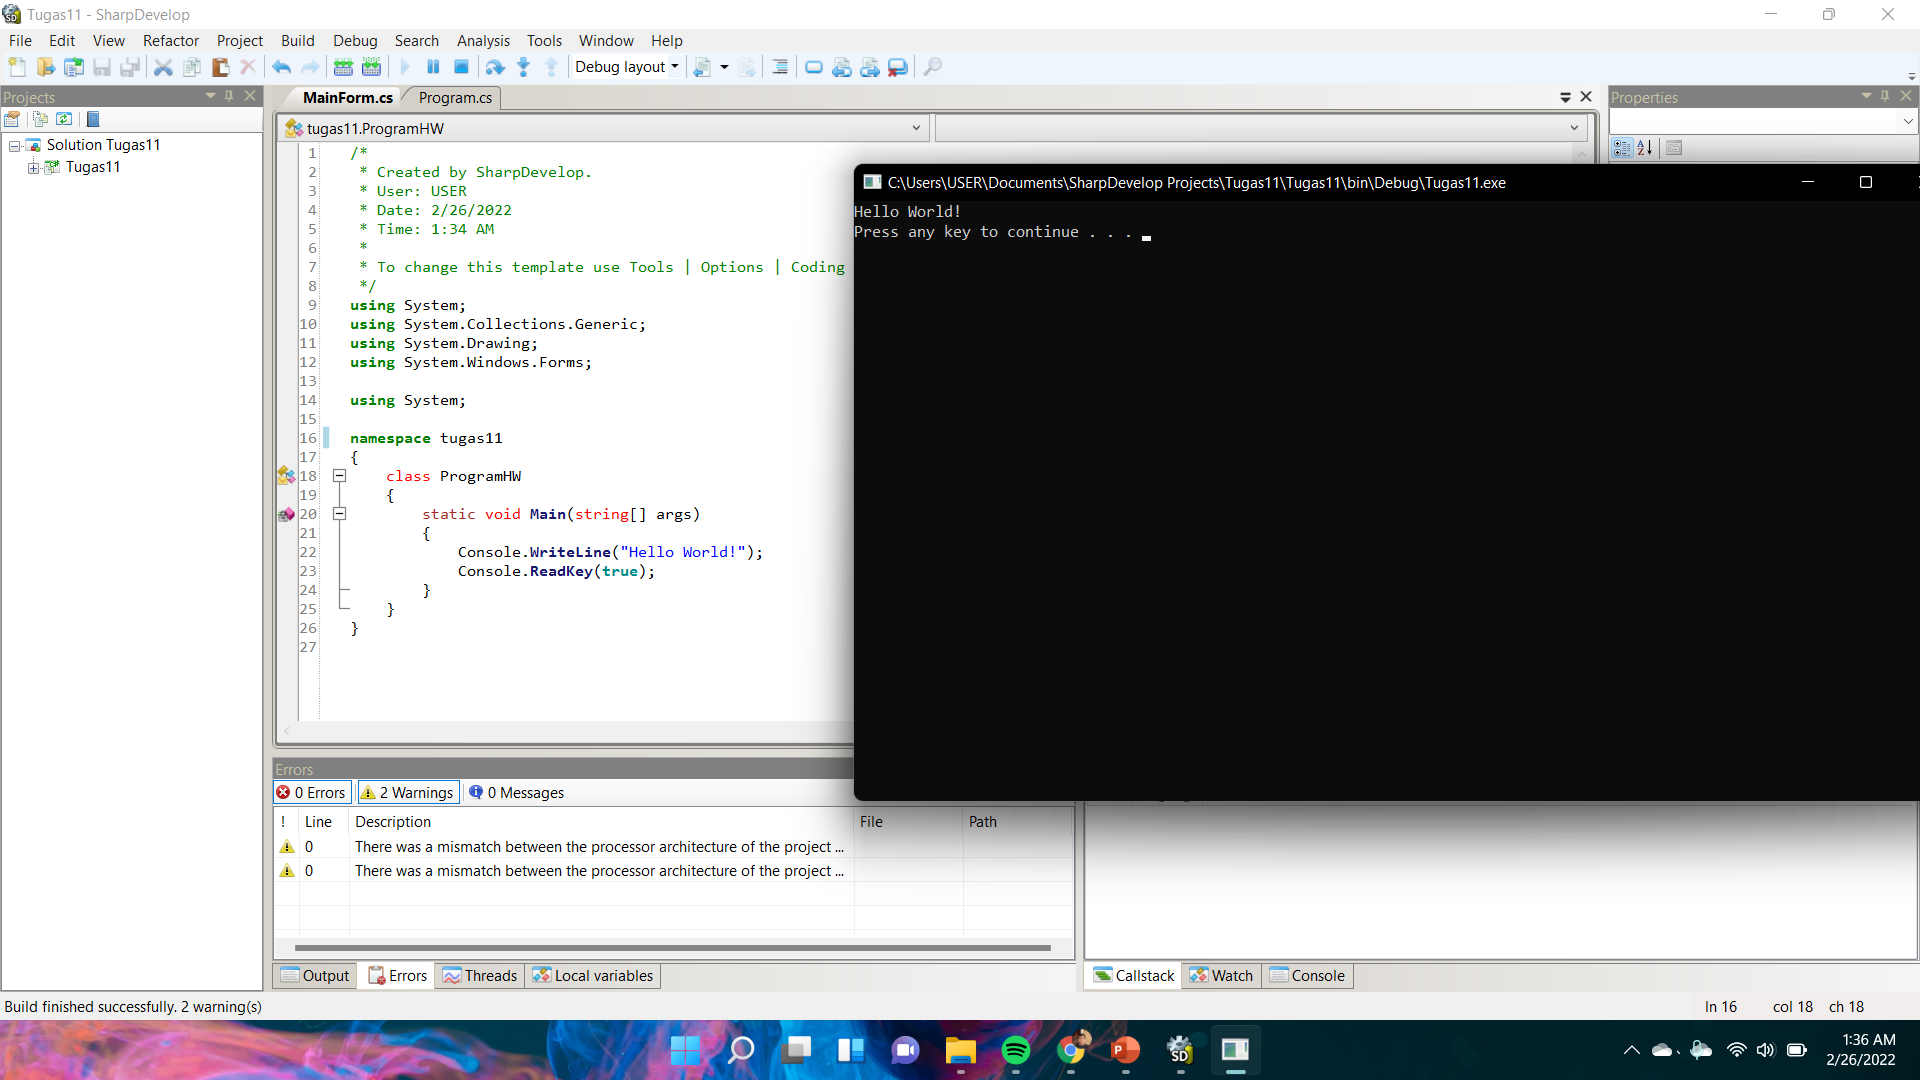 Tugas11 - SharpDevelop
File Edit View Refactor Project Build Debug Search Analysis Tools Window Help
Debug layout
Projects
Solution Tugas11
Tugas11
MainForm.cs Program.cs
tugas11.ProgramHW
1 /*
2 * Created by SharpDevelop.
3 * User: USER
4 * Date: 2/26/2022
5 * Time: 1:34 AM
6 *
7 * To change this template use Tools | Options | Coding
8 */
9 using System;
10 using System.Collections.Generic;
11 using System.Drawing;
12 using System.Windows.Forms;
13
14 using System;
15
16 namespace tugas11
17 {
18 class ProgramHW
19 {
20 static void Main(string[] args)
21 {
22 Console.WriteLine("Hello World!");
23 Console.ReadKey(true);
24 }
25 }
26 }
27
Properties
C:\Users\USER\Documents\SharpDevelop Projects\Tugas11\Tugas11\bin\Debug\Tugas11.exe
Hello World!
Press any key to continue . . .
Errors
0 Errors 2 Warnings 0 Messages
! Line Description File Path
0 There was a mismatch between the processor architecture of the project ...
0 There was a mismatch between the processor architecture of the project ...
Output Errors Threads Local variables
Callstack Watch Console
Build finished successfully. 2 warning(s)
ln 16 col 18 ch 18
1:36 AM
2/26/2022